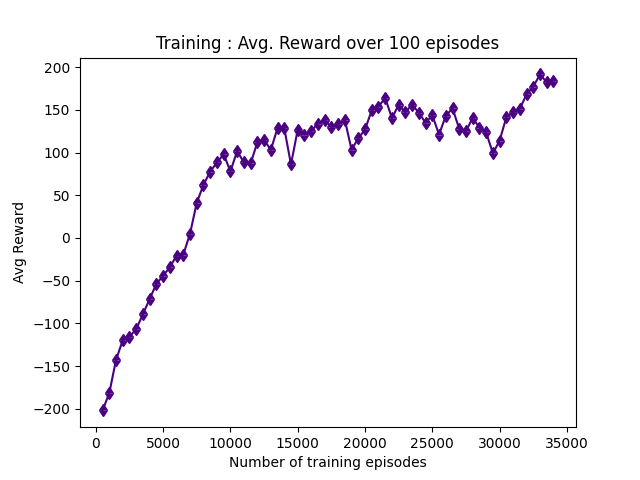 Training : Avg. Reward over 100 episodes
200
150
100
50
0
−50
−100
−150
−200
Avg Reward
0 5000 10000 15000 20000 25000 30000 35000
Number of training episodes